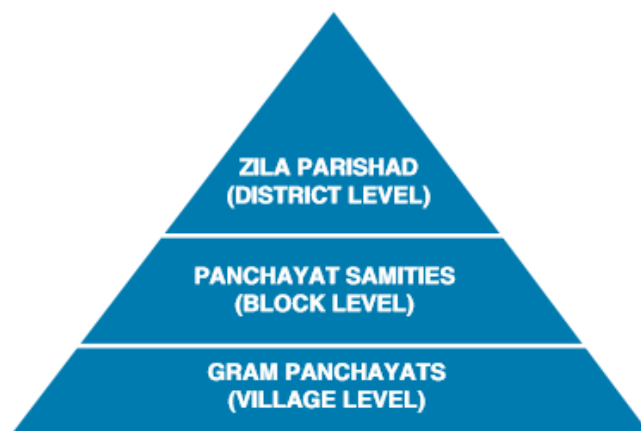 ZILA PARISHAD
(DISTRICT LEVEL)
PANCHAYAT SAMITIES
(BLOCK LEVEL)
GRAM PANCHAYATS
(VILLAGE LEVEL)